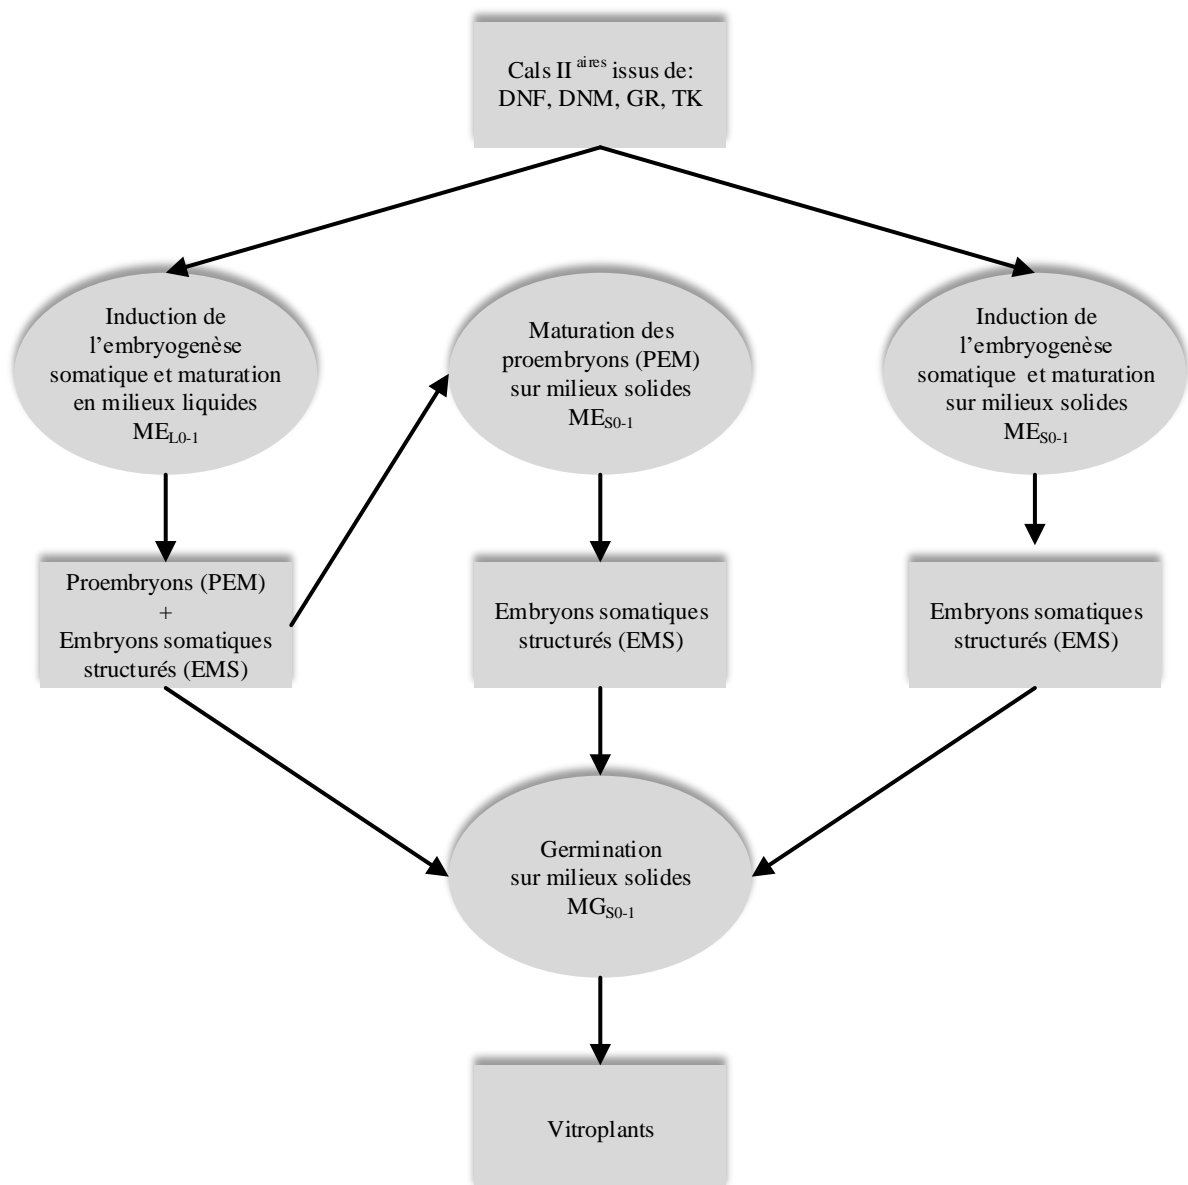 Cals II aires issus de:
DNF, DNM, GR, TK
Induction de
l’embryogenèse
somatique et maturation
en milieux liquides
MEL0-1
Maturation des
proembryons (PEM)
sur milieux solides
MES0-1
Induction de
l’embryogenèse
somatique et maturation
sur milieux solides
MES0-1
Proembryons (PEM)
+
Embryons somatiques
structurés (EMS)
Embryons somatiques
structurés (EMS)
Embryons somatiques
structurés (EMS)
Germination
sur milieux solides
MGS0-1
Vitroplants